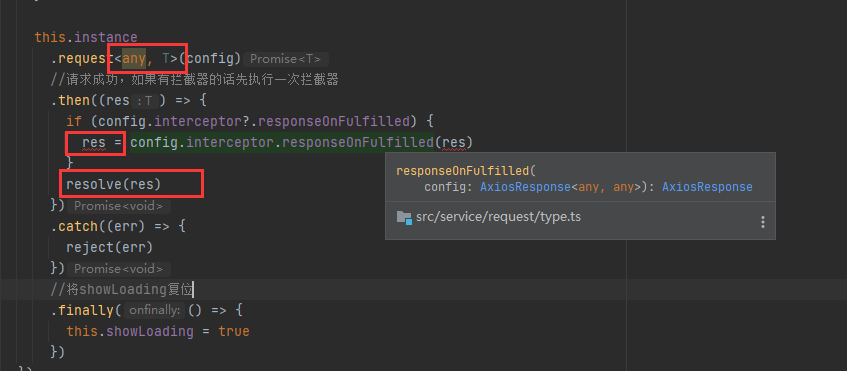 this.instance
.request<any, T>(config) Promise<T>
//请求成功，如果有拦截器的话先执行一次拦截器
.then((res :T ) => {
if (config.interceptor?.responseOnFulfilled) {
res = config.interceptor.responseOnFulfilled(res)
}
responseOnFulfilled(
config: AxiosResponse<any, any>): AxiosResponse
src/service/request/type.ts
resolve(res)
}) Promise<void>
.catch((err) => {
reject(err)
}) Promise<void>
//将showLoading复位
.finally( onfinally: () => {
this.showLoading = true
})